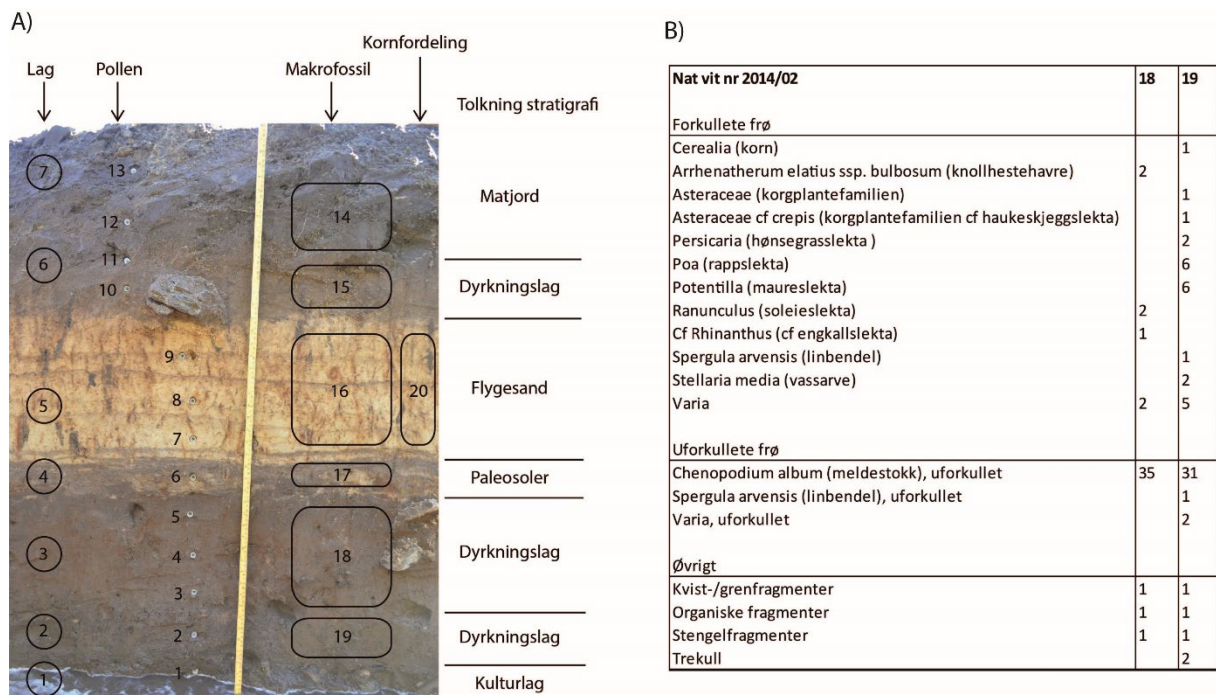 A)
Kornfordeling
Lag
Pollen
Makrofossil
Tolkning stratigrafi
7
13
14
12
Matjord
6
11
10
15
Dyrkningslag
9
5
8
16
20
Flygesand
7
4
6
17
Paleosoler
5
3
4
18
Dyrkningslag
3
2
2
19
Dyrkningslag
1
1
Kulturlag
B)
Nat vit nr 2014/02 18 19
Forkullete frø
Cerealia (korn) 1
Arrhenatherum elatius ssp. bulbosum (knollhestehavre) 2
Asteraceae (korgplantefamilien) 1
Asteraceae cf crepis (korgplantefamilien cf haukeskjeggslekta) 1
Persicaria (hønsegrasslekta ) 2
Poa (rappslekta) 6
Potentilla (maureslekta) 6
Ranunculus (soleieslekta) 2
Cf Rhinanthus (cf engkallslekta) 1
Spergula arvensis (linbendel) 1
Stellaria media (vassarve) 2
Varia 2 5
Uforkullete frø
Chenopodium album (meldestokk), uforkullet 35 31
Spergula arvensis (linbendel), uforkullet 1
Varia, uforkullet 2
Øvrigt
Kvist-/grenfragmenter 1 1
Organiske fragmenter 1 1
Stengelfragmenter 1 1
Trekull 2